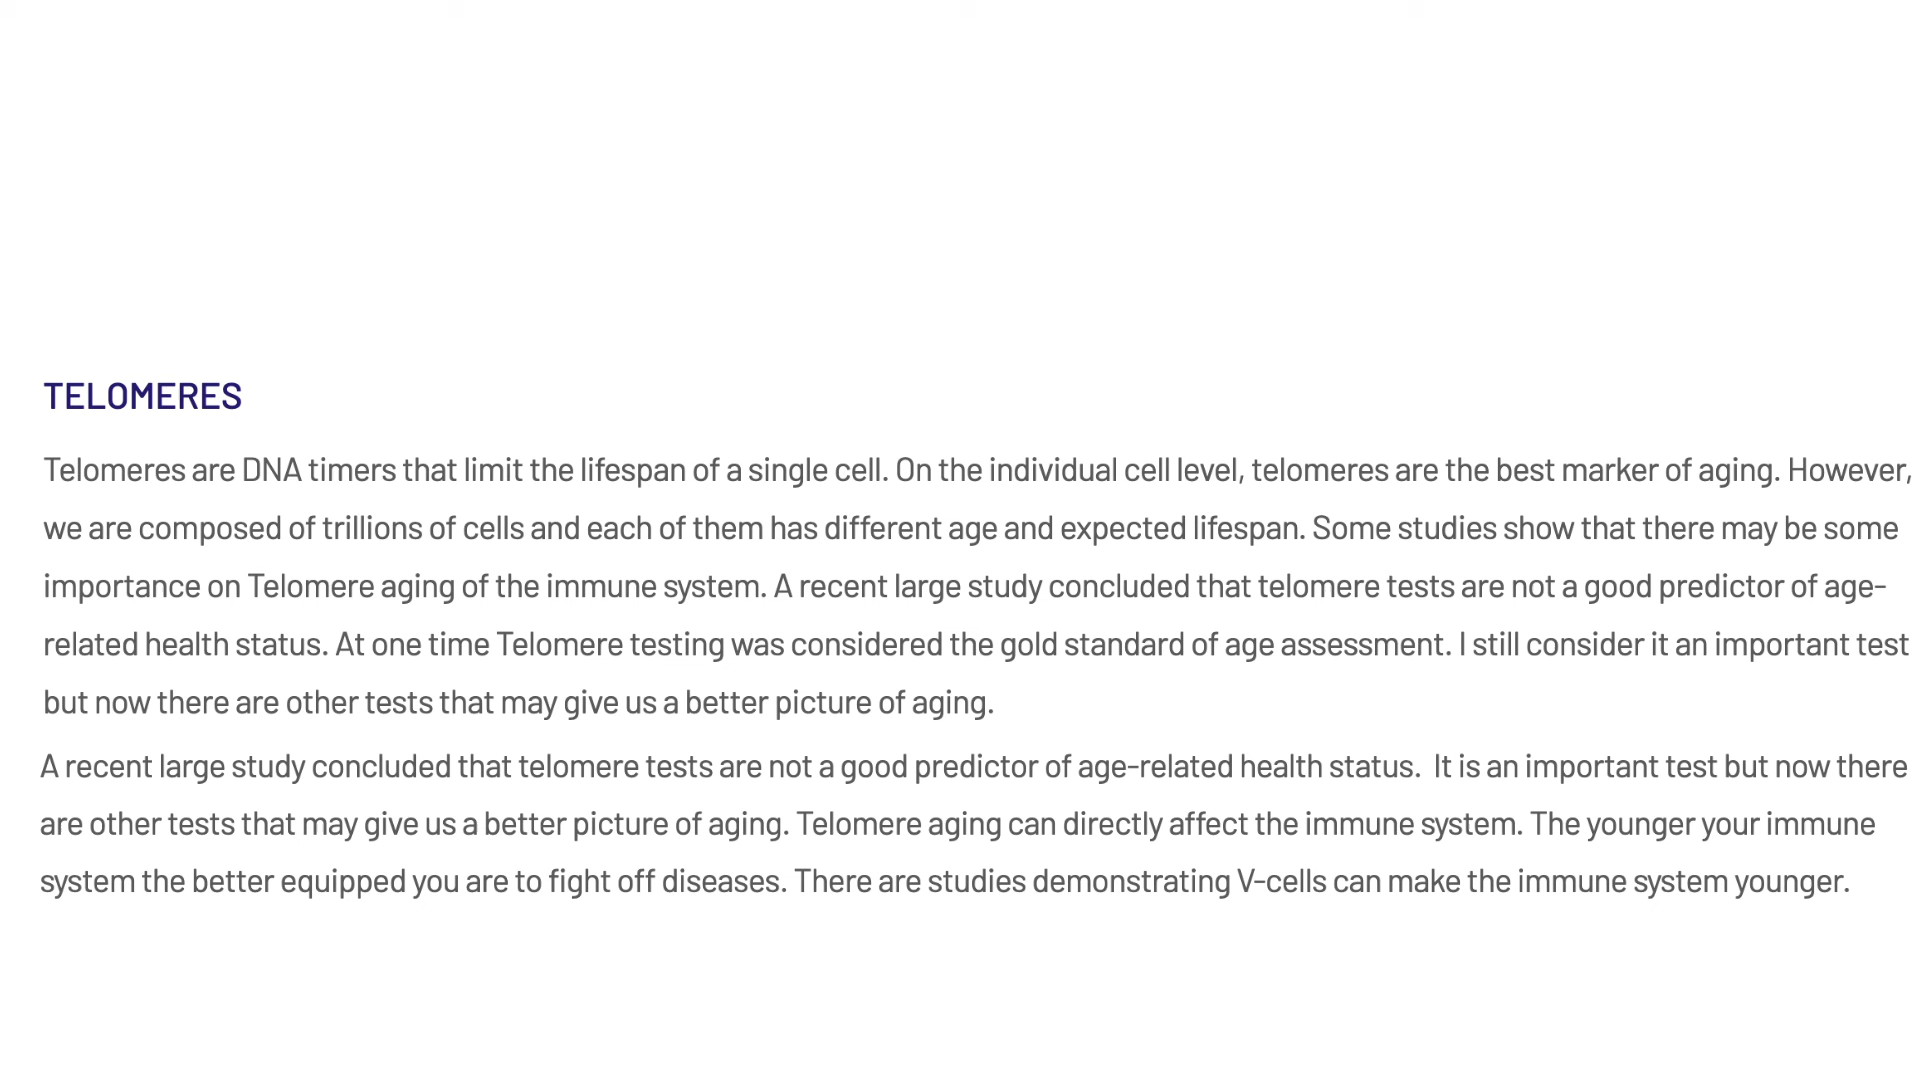 TELOMERES
Telomeres are DNA timers that limit the lifespan of a single cell. On the individual cell level, telomeres are the best marker of aging. However,
we are composed of trillions of cells and each of them has different age and expected lifespan. Some studies show that there may be some
importance on Telomere aging of the immune system. A recent large study concluded that telomere tests are not a good predictor of age-
related health status. At one time Telomere testing was considered the gold standard of age assessment. I still consider it an important test
but now there are other tests that may give us a better picture of aging.
A recent large study concluded that telomere tests are not a good predictor of age-related health status.  It is an important test but now there
are other tests that may give us a better picture of aging. Telomere aging can directly affect the immune system. The younger your immune
system the better equipped you are to fight off diseases. There are studies demonstrating V-cells can make the immune system younger.